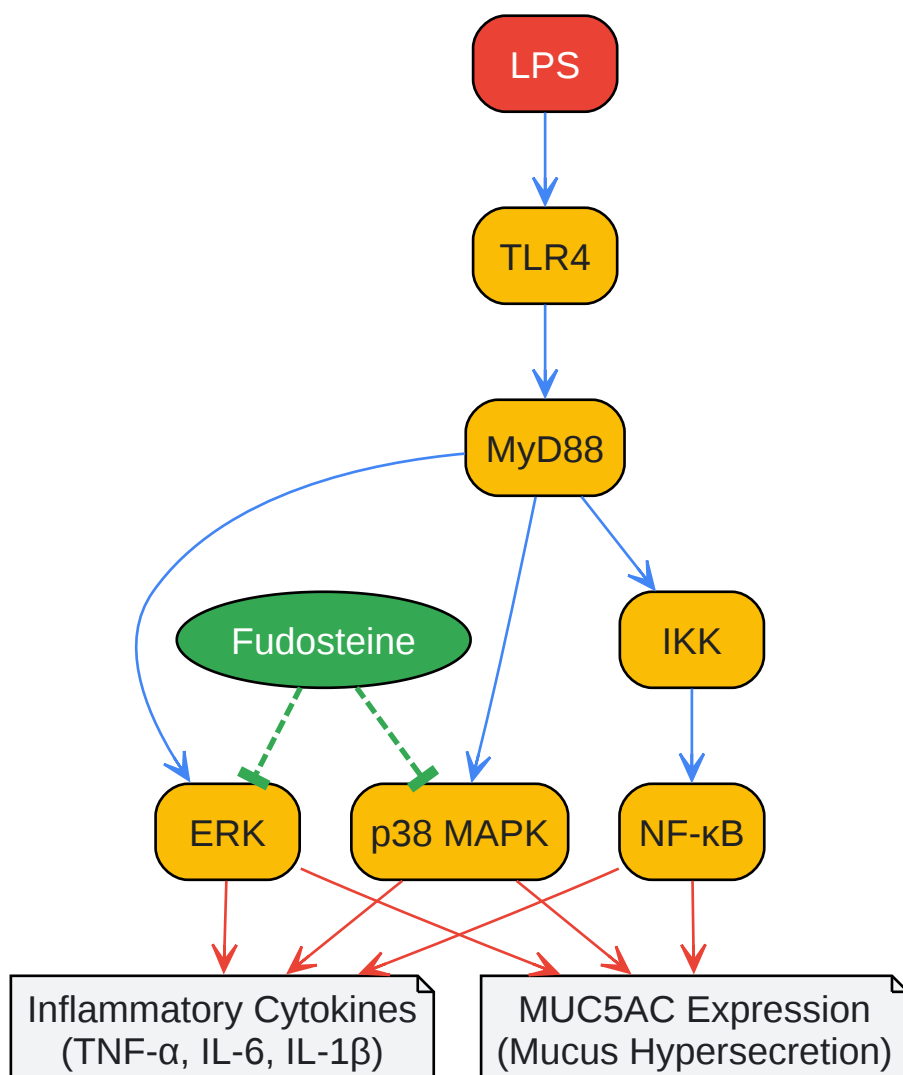 LPS
TLR4
MyD88
Fudosteine
IKK
ERK
p38 MAPK
NF-κB
Inflammatory Cytokines
(TNF-α, IL-6, IL-1β)
MUC5AC Expression
(Mucus Hypersecretion)